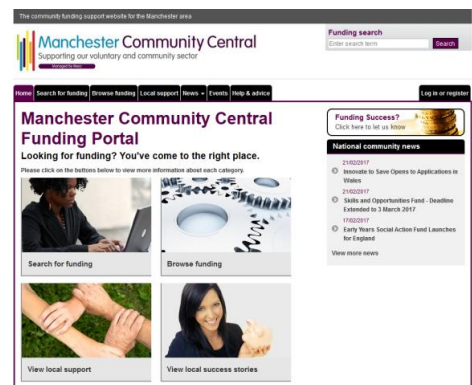 The community funding support website for the Manchester area
Manchester Community Central
Supporting our voluntary and community sector
Managed by Macc
Funding search
Enter search term
Search
Home
Search for funding
Browse funding
Local support
News
Events
Help & advice
Log in or register
Manchester Community Central
Funding Portal
Looking for funding? You've come to the right place.
Please click on the buttons below to view more information about each category.
Search for funding
Browse funding
View local support
View local success stories
Funding Success?
Click here to let us know
National community news
21/02/2017
Innovate to Save Opens to Applications in
Wales
21/02/2017
Skills and Opportunities Fund - Deadline
Extended to 3 March 2017
17/02/2017
Early Years Social Action Fund Launches
for England
View more news